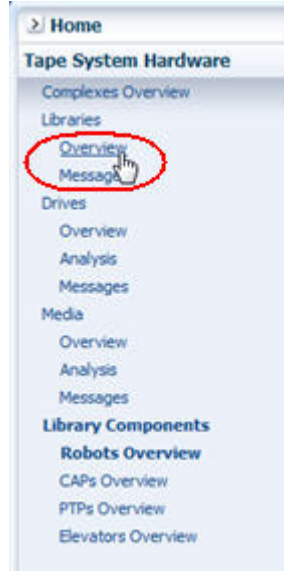 Home
Tape System Hardware
Complexes Overview
Libraries
Overview
Messages
Drives
Overview
Analysis
Messages
Media
Overview
Analysis
Messages
Library Components
Robots Overview
CAPs Overview
PTPs Overview
Elevators Overview